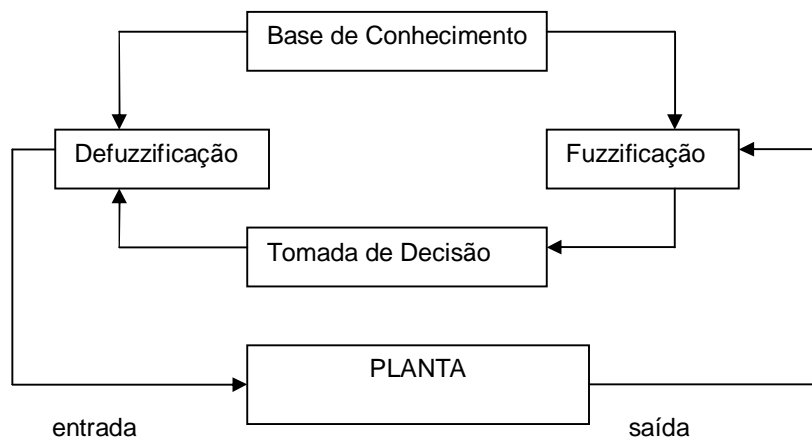 Base de Conhecimento
Defuzzificação
Fuzzificação
Tomada de Decisão
PLANTA
entrada
saída